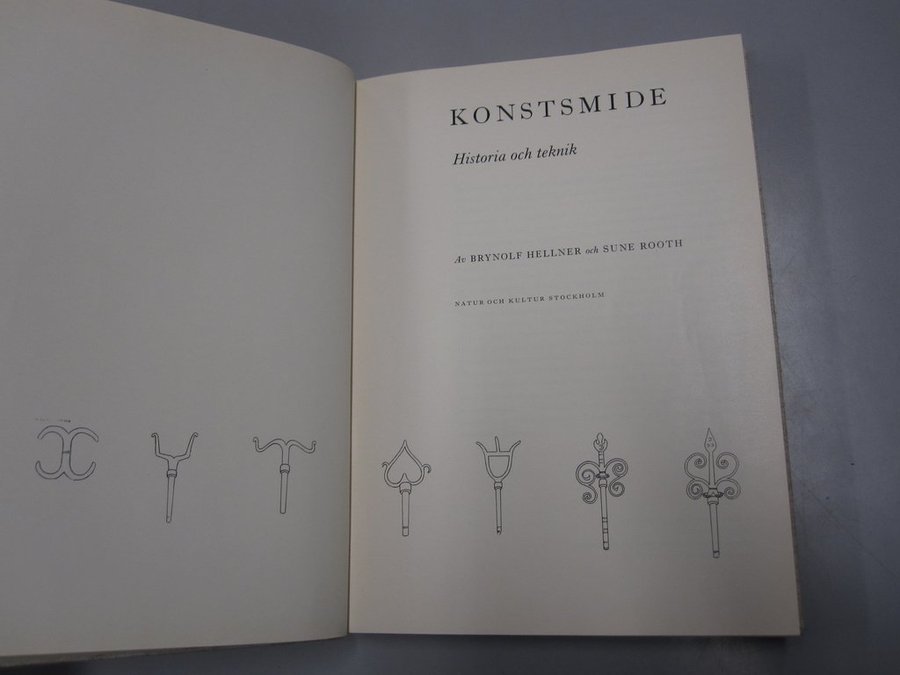 KONSTSMIDE
Historia och teknik
Av BRYNOLF HELLNER och SUNE ROOTH
NATUR OCH KULTUR STOCKHOLM